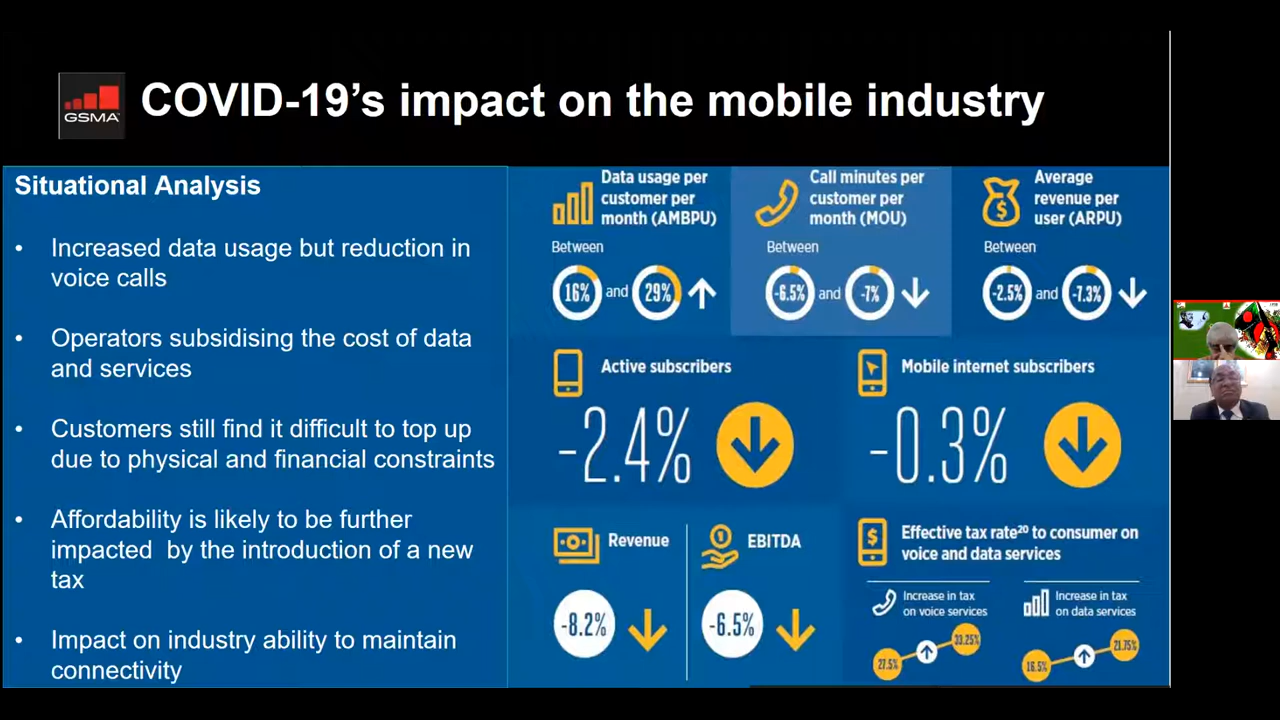 GSMA
COVID-19’s impact on the mobile industry
Situational Analysis
• Increased data usage but reduction in
voice calls
• Operators subsidising the cost of data
and services
• Customers still find it difficult to top up
due to physical and financial constraints
• Affordability is likely to be further
impacted by the introduction of a new
tax
• Impact on industry ability to maintain
connectivity
Data usage per
customer per
month (AMBPU)
Between
16% and 29%
Call minutes per
customer per
month (MOU)
Between
-6.5% and -7%
Average
revenue per
user (ARPU)
Between
-2.5% and -7.3%
Active subscribers
-2.4%
Mobile internet subscribers
-0.3%
Revenue
-8.2%
EBITDA
-6.5%
Effective tax rate²⁰ to consumer on
voice and data services
Increase in tax
on voice services
27.5%
33.25%
Increase in tax
on data services
16.5%
21.75%